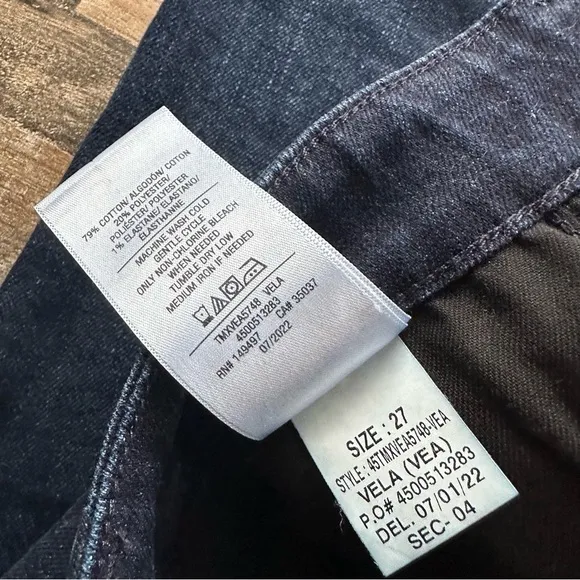 79% COTTON/ALGODÓN/ COTON
20% POLYESTER/
POLIÉSTER/ POLYESTER
1% ELASTANE/ ELASTANO/
ÉLASTHANNE
MACHINE WASH COLD
GENTLE CYCLE
ONLY NON-CHLORINE BLEACH
WHEN NEEDED
TUMBLE DRY LOW
MEDIUM IRON IF NEEDED
TMXVEA5748 VELA
4500513283
RN# 149497 CA# 35037
07/2022
SIZE : 27
STYLE : 45TMXVEA5748-VEA
VELA (VEA)
P.O# 4500513283
DEL. 07/01/22
SEC- 04